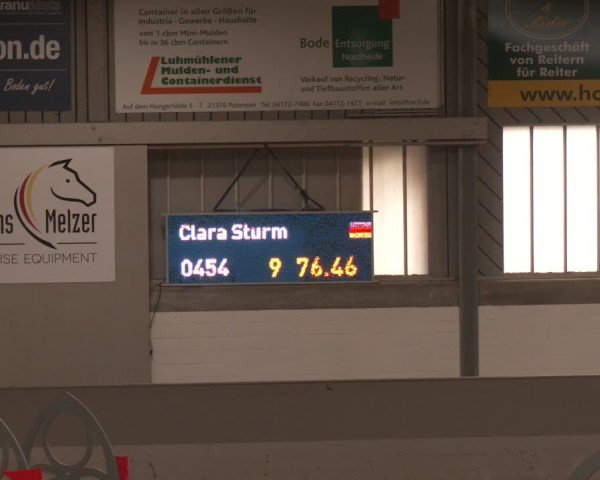 Container in allen Größen für
Industrie - Gewerbe - Haushalte
von 1 cbm Mini-Mulden
bis zu 36 cbm Containern
Luhmühlener
Mulden- und
Containerdienst
Bode Entsorgung
Nordheide
Verkauf von Recycling-, Natur-
und Tiefbaustoffen aller Art
Auf dem Hungerfelde 5 - 7, 21376 Putensen Tel 04172-7400 Fax 04172-1471
on.de
Boden gut!
Reiter
Fachgeschäft
von Reitern
für Reiter
www.ho
ns Melzer
RSE EQUIPMENT
Clara Sturm
0454 9 76.46